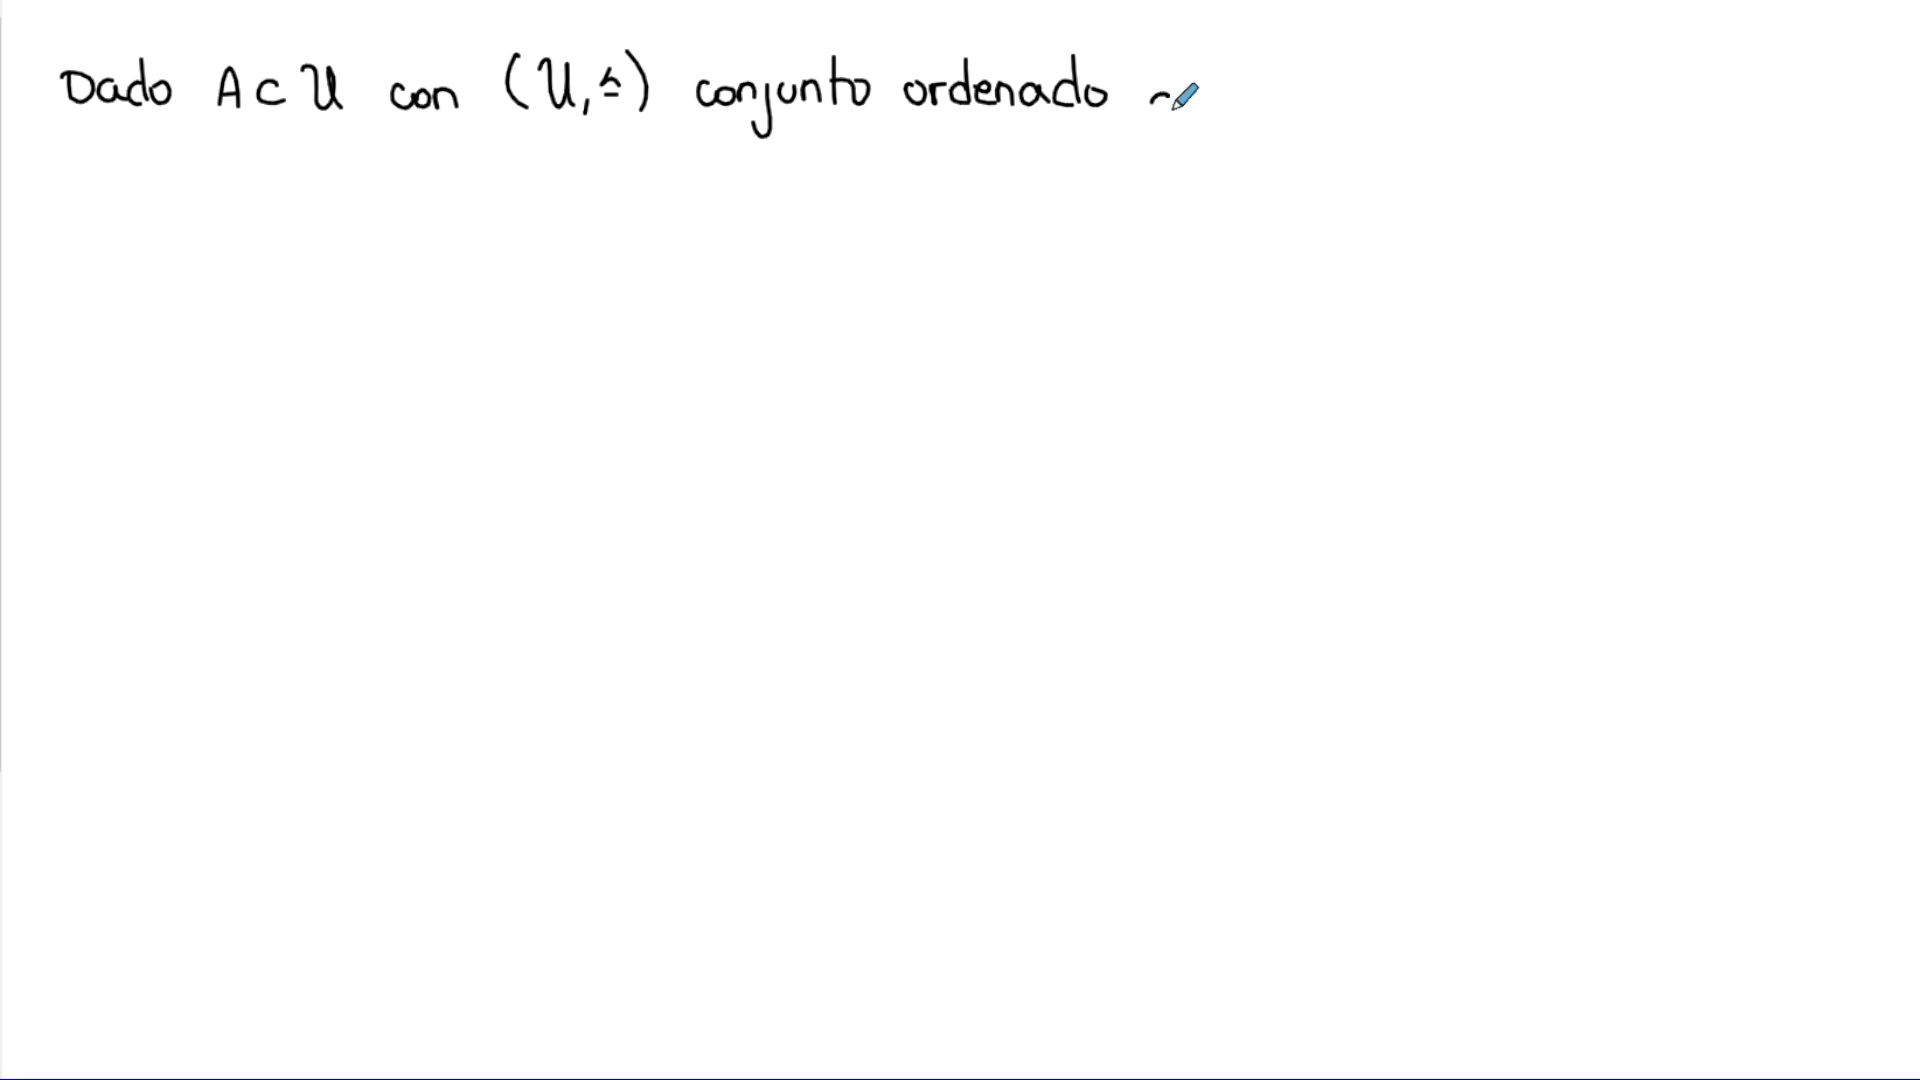 Dado A ⊂ U con (U, ≤) conjunto ordenado